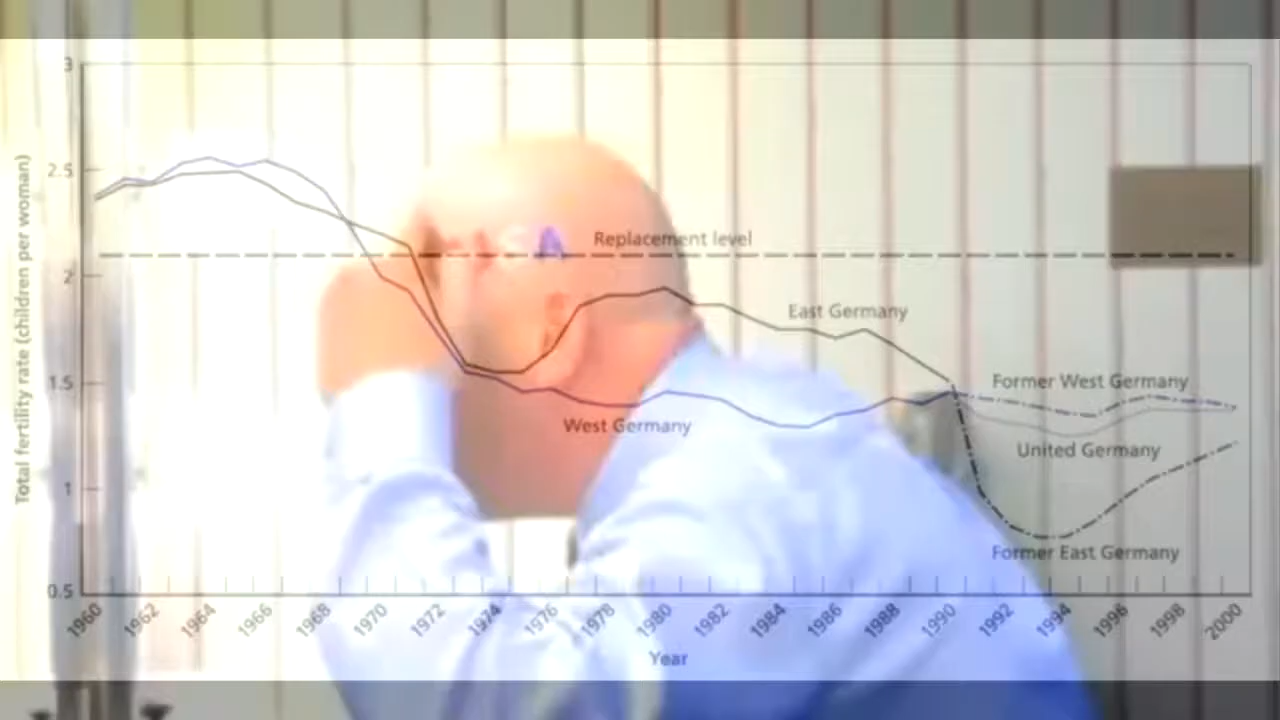 Total fertility rate (children per woman)
3
2.5
2
1.5
1
0.5
Replacement level
East Germany
West Germany
Former West Germany
United Germany
Former East Germany
1960 1962 1964 1966 1968 1970 1972 1974 1976 1978 1980 1982 1984 1986 1988 1990 1992 1994 1996 1998 2000
Year